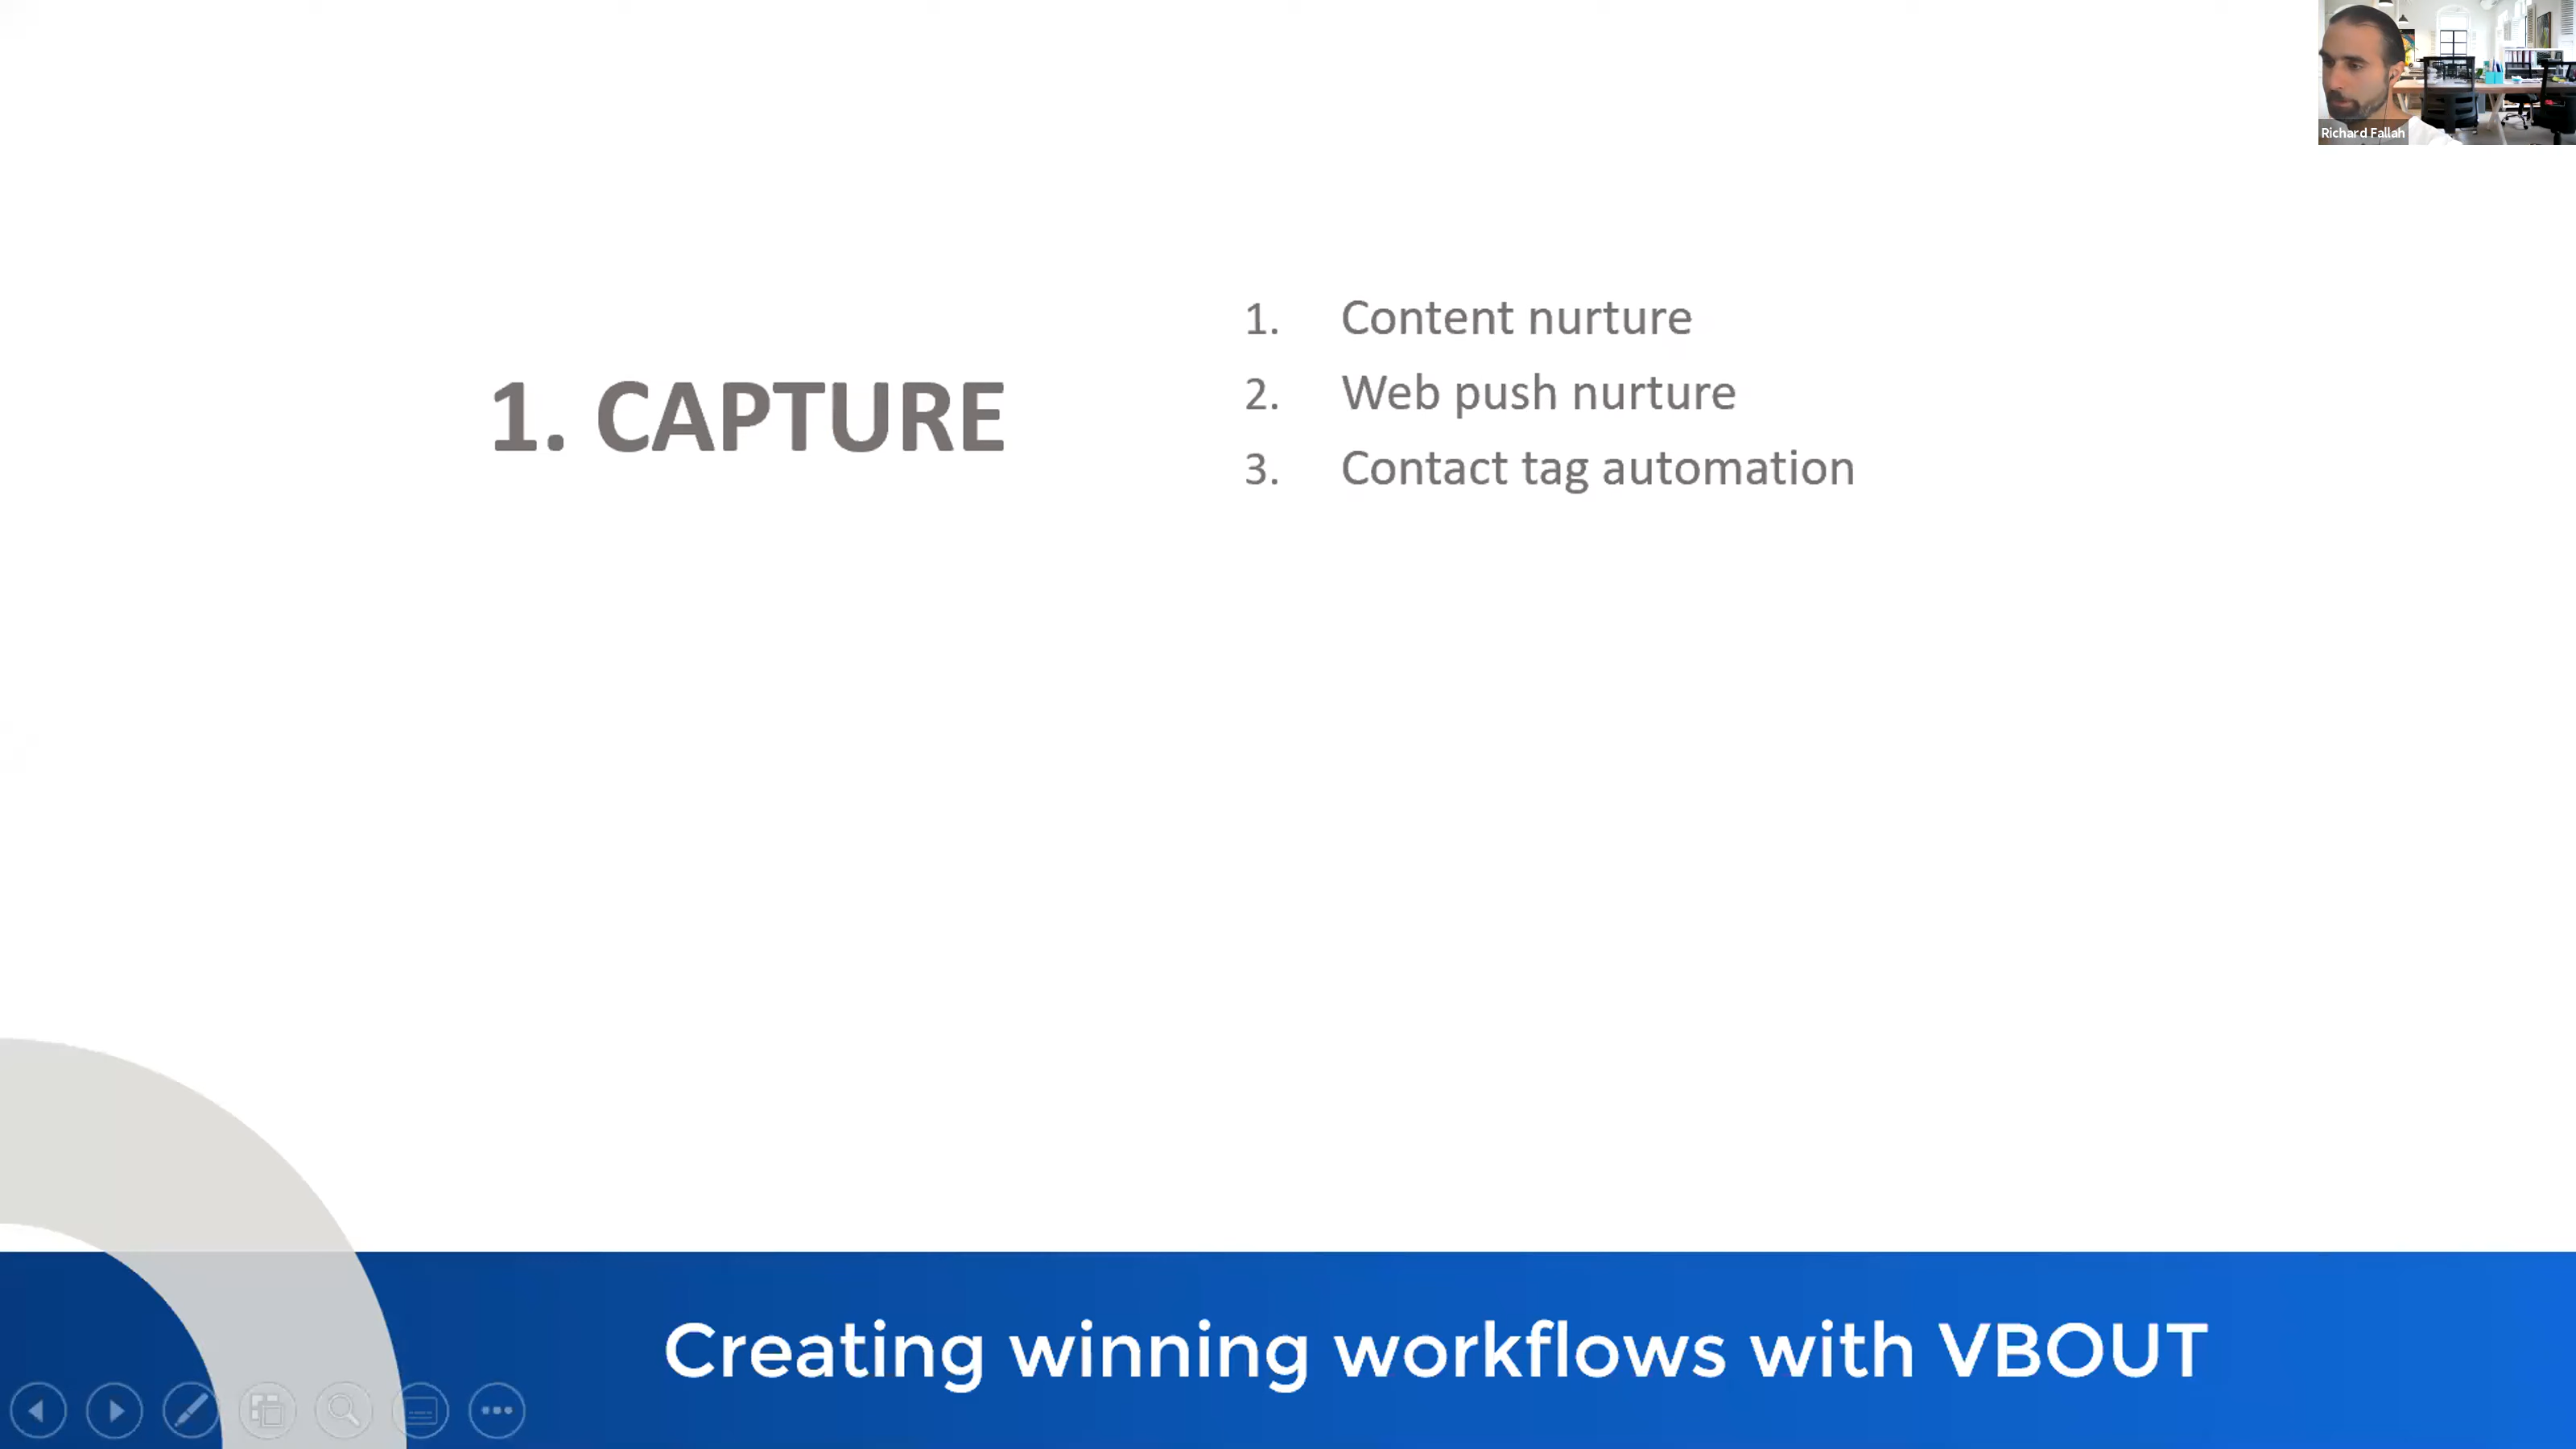 Richard Fallah
1. CAPTURE
1. Content nurture
2. Web push nurture
3. Contact tag automation
Creating winning workflows with VBOUT